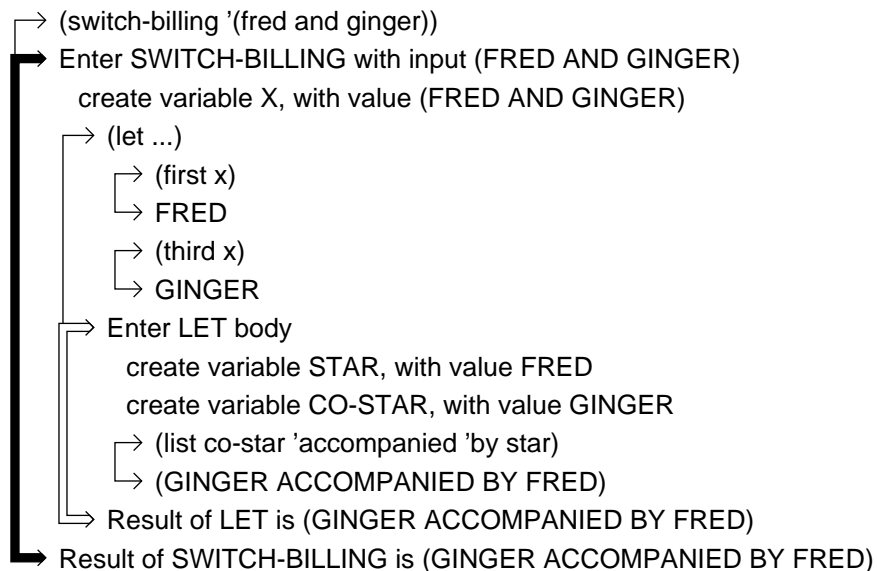 (switch-billing ’(fred and ginger))
Enter SWITCH-BILLING with input (FRED AND GINGER)
create variable X, with value (FRED AND GINGER)
(let ...)
(first x)
FRED
(third x)
GINGER
Enter LET body
create variable STAR, with value FRED
create variable CO-STAR, with value GINGER
(list co-star ’accompanied ’by star)
(GINGER ACCOMPANIED BY FRED)
Result of LET is (GINGER ACCOMPANIED BY FRED)
Result of SWITCH-BILLING is (GINGER ACCOMPANIED BY FRED)